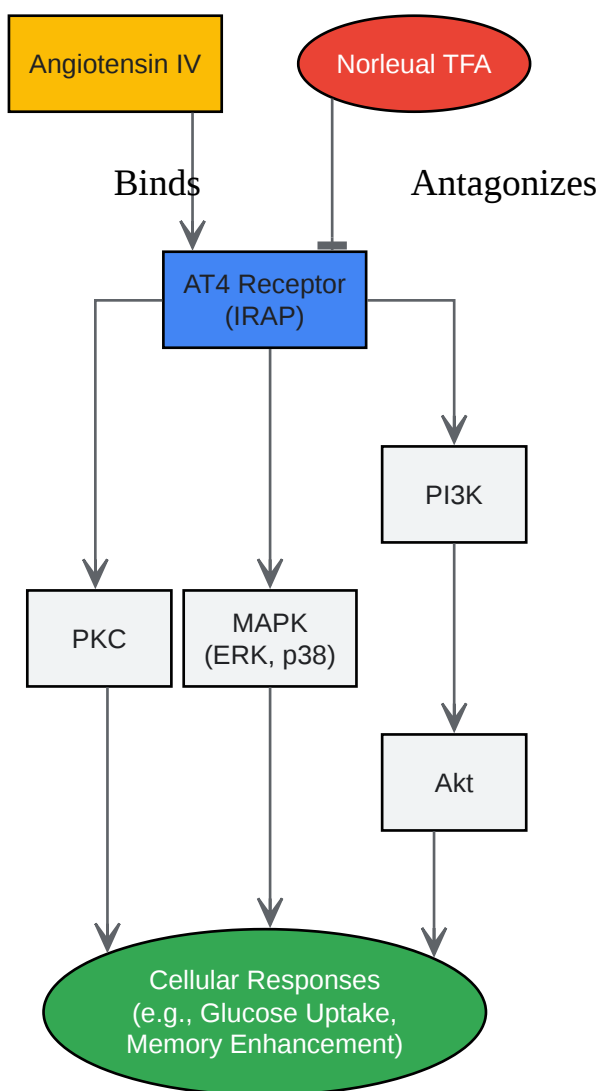 Angiotensin IV
Norleual TFA
Binds
Antagonizes
AT4 Receptor
(IRAP)
PI3K
PKC
MAPK
(ERK, p38)
Akt
Cellular Responses
(e.g., Glucose Uptake,
Memory Enhancement)